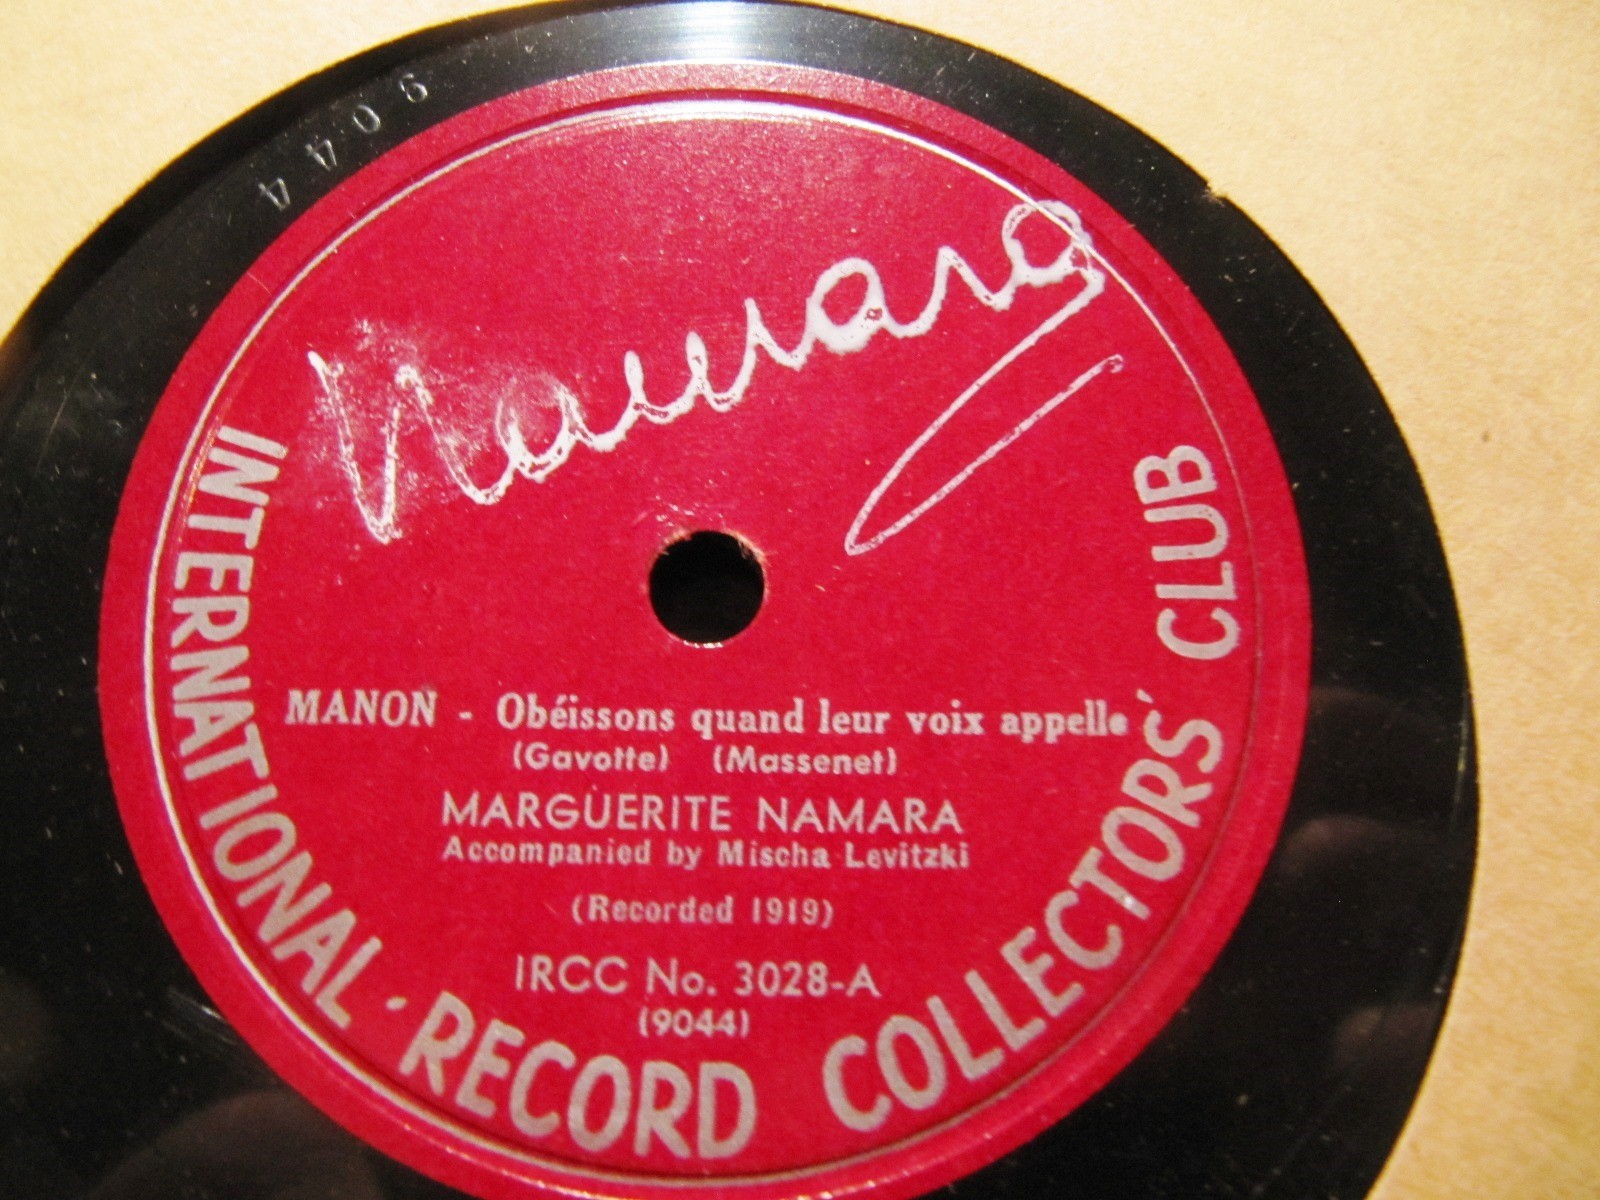 9044
Namara
MANON - Obéissons quand leur voix appelle
(Gavotte) (Massenet)
MARGUERITE NAMARA
Accompanied by Mischa Levitzki
(Recorded 1919)
IRCC No. 3028-A
(9044)
INTERNATIONAL · RECORD COLLECTORS' CLUB